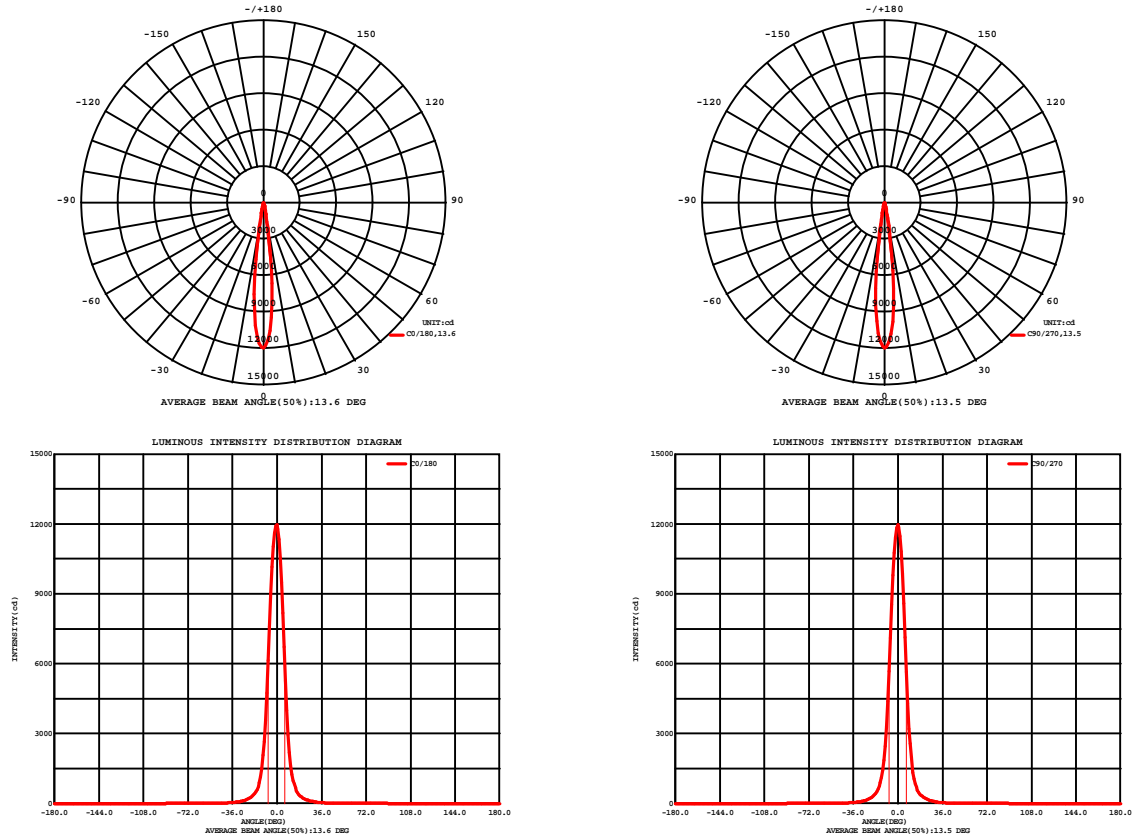 -/+180
-150
150
-120
120
-90
90
-60
60
-30
30
0
0
3000
6000
9000
12000
15000
UNIT:cd
C0/180,13.6
AVERAGE BEAM ANGLE(50%):13.6 DEG
-/+180
-150
150
-120
120
-90
90
-60
60
-30
30
0
0
3000
6000
9000
12000
15000
UNIT:cd
C90/270,13.5
AVERAGE BEAM ANGLE(50%):13.5 DEG
LUMINOUS INTENSITY DISTRIBUTION DIAGRAM
C0/180
INTENSITY(cd)
15000
12000
9000
6000
3000
0
-180.0 -144.0 -108.0 -72.0 -36.0 0.0 36.0 72.0 108.0 144.0 180.0
ANGLE(DEG)
AVERAGE BEAM ANGLE(50%):13.6 DEG
LUMINOUS INTENSITY DISTRIBUTION DIAGRAM
C90/270
INTENSITY(cd)
15000
12000
9000
6000
3000
0
-180.0 -144.0 -108.0 -72.0 -36.0 0.0 36.0 72.0 108.0 144.0 180.0
ANGLE(DEG)
AVERAGE BEAM ANGLE(50%):13.5 DEG